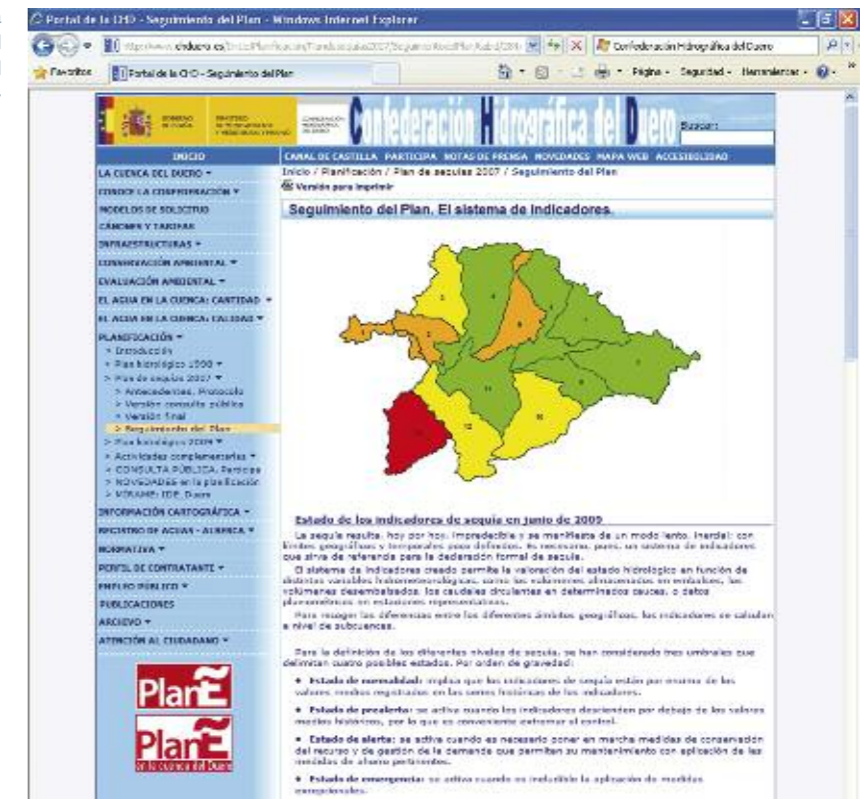 Portal de la CHD - Seguimiento del Plan - Windows Internet Explorer
Confederación Hidrográfica del Duero
Favoritos
Portal de la CHD - Seguimiento del Plan
Página
Seguridad
Herramientas
GOBIERNO DE ESPAÑA
Confederación Hidrográfica del Duero
Buscar:
INICIO
CANAL DE CASTILLA PARTICIPA NOTAS DE PRENSA NOVEDADES MAPA WEB ACCESIBILIDAD
LA CUENCA DEL DUERO
CONOCE LA CONFEDERACIÓN
MODELOS DE SOLICITUD
CÁNONES Y TARIFAS
INFRAESTRUCTURAS
CONSERVACIÓN AMBIENTAL
EVALUACIÓN AMBIENTAL
EL AGUA EN LA CUENCA: CANTIDAD
EL AGUA EN LA CUENCA: CALIDAD
PLANIFICACIÓN
> Introducción
> Plan hidrológico 1998
> Plan de sequías 2007
> Antecedentes. Protocolo
> Versión consulta pública
> Versión final
> Seguimiento del Plan
> Plan hidrológico 2009
> Actividades complementarias
> CONSULTA PÚBLICA. Participe
> NOVEDADES en la planificación
> MÍRAME: IDE Duero
INFORMACIÓN CARTOGRÁFICA
REGISTRO DE AGUAS - ALBERCA
NORMATIVA
PERFIL DE CONTRATANTE
EMPLEO PÚBLICO
PUBLICACIONES
ARCHIVO
ATENCIÓN AL CIUDADANO
PlanE
PlanE
en la cuenca del Duero
Inicio / Planificación / Plan de sequías 2007 / Seguimiento del Plan
Versión para imprimir
Seguimiento del Plan. El sistema de indicadores.
Estado de los indicadores de sequía en junio de 2009
La sequía resulta, hoy por hoy, impredecible y se manifiesta de un modo lento, inercial; con
límites geográficos y temporales poco definidos. Es necesario, pues, un sistema de indicadores
que sirva de referencia para la declaración formal de sequía.
El sistema de indicadores creado permite la valoración del estado hidrológico en función de
distintas variables hidrometeorológicas, como los volúmenes almacenados en embalses, los
volúmenes desembalsados, los caudales circulantes en determinados cauces, o datos
pluviométricos en estaciones representativas.
Para recoger las diferencias entre los diferentes ámbitos geográficos, los indicadores se calculan
a nivel de subcuencas.
Para la definición de los diferentes niveles de sequía, se han considerado tres umbrales que
delimitan cuatro posibles estados. Por orden de gravedad:
• Estado de normalidad: implica que los indicadores de sequía están por encima de los
valores medios registrados en las series históricas de los indicadores.
• Estado de prealerta: se activa cuando los indicadores descienden por debajo de los valores
medios históricos, por lo que es conveniente extremar el control.
• Estado de alerta: se activa cuando es necesario poner en marcha medidas de conservación
del recurso y de gestión de la demanda que permiten su mantenimiento con aplicación de las
medidas de ahorro pertinentes.
• Estado de emergencia: se activa cuando es ineludible la aplicación de medidas
excepcionales.